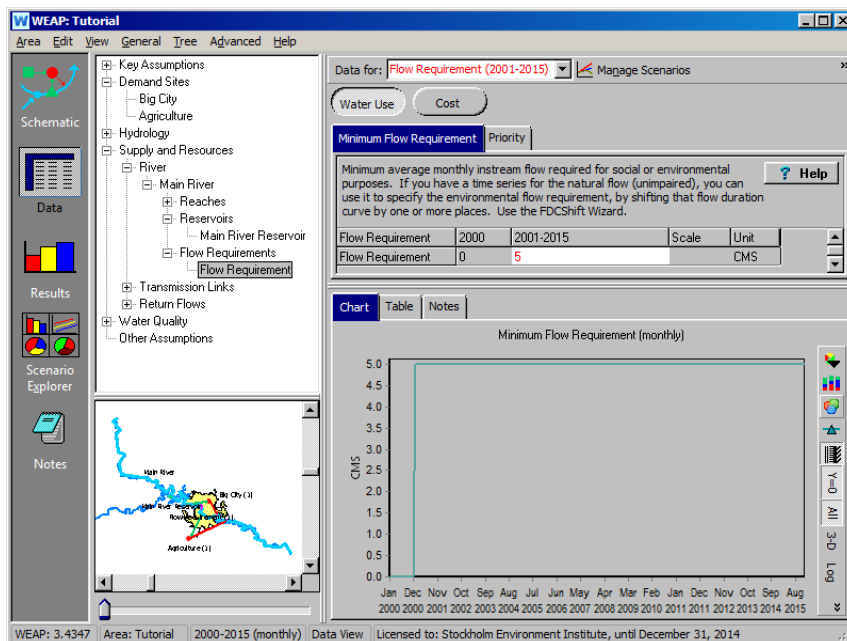 WEAP: Tutorial
Area Edit View General Tree Advanced Help
Schematic
Data
Results
Scenario
Explorer
Notes
Key Assumptions
Demand Sites
Big City
Agriculture
Hydrology
Supply and Resources
River
Main River
Reaches
Reservoirs
Main River Reservoir
Flow Requirements
Flow Requirement
Transmission Links
Return Flows
Water Quality
Other Assumptions
Main River
Big City (1)
Main River Reservoir
Agriculture (1)
Data for: Flow Requirement (2001-2015) Manage Scenarios »
Water Use Cost
Minimum Flow Requirement Priority
Minimum average monthly instream flow required for social or environmental
purposes. If you have a time series for the natural flow (unimpaired), you can
use it to specify the environmental flow requirement, by shifting that flow duration
curve by one or more places. Use the FDCShift Wizard.
? Help
Flow Requirement 2000 2001-2015 Scale Unit
Flow Requirement 0 5 CMS
Chart Table Notes
Minimum Flow Requirement (monthly)
CMS
5.0
4.5
4.0
3.5
3.0
2.5
2.0
1.5
1.0
0.5
0.0
Jan Dec Nov Oct Sep Aug Jul Jun May Apr Mar Feb Jan Dec Nov Oct Sep Aug
2000 2000 2001 2002 2003 2004 2005 2006 2007 2008 2009 2010 2011 2011 2012 2013 2014 2015
Y=0
All
3-D
Log
WEAP: 3.4347 Area: Tutorial 2000-2015 (monthly) Data View Licensed to: Stockholm Environment Institute, until December 31, 2014